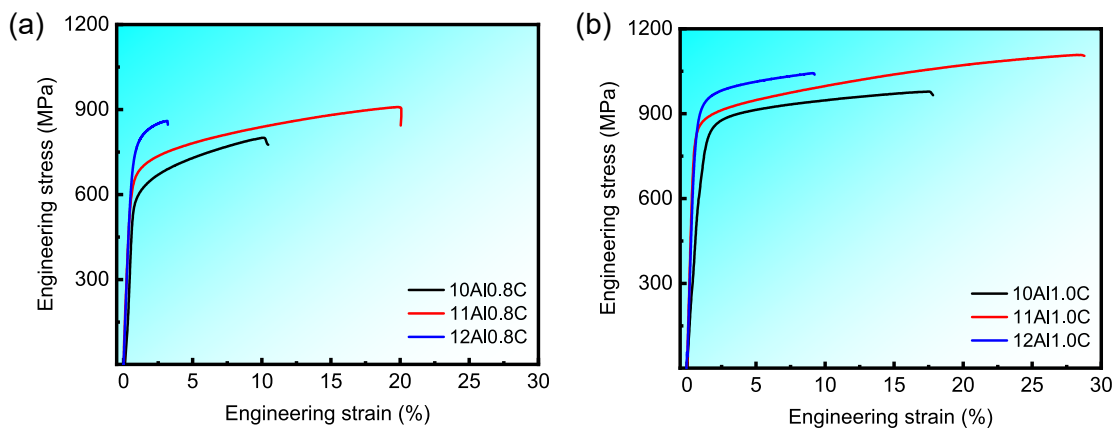 (a)
1200
900
600
300
Engineering stress (MPa)
10Al0.8C
11Al0.8C
12Al0.8C
0 5 10 15 20 25 30
Engineering strain (%)
(b)
1200
900
600
300
Engineering stress (MPa)
10Al1.0C
11Al1.0C
12Al1.0C
0 5 10 15 20 25 30
Engineering strain (%)